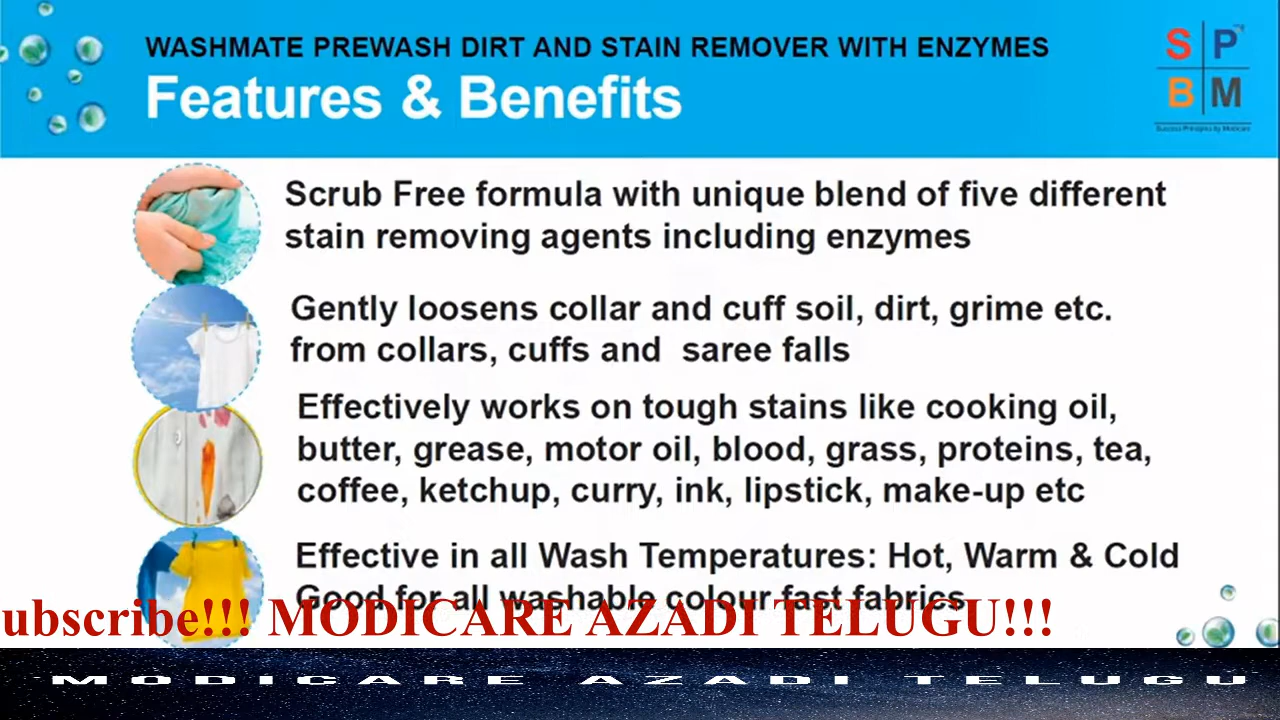 WASHMATE PREWASH DIRT AND STAIN REMOVER WITH ENZYMES
Features & Benefits
S P
B M
Success Principles by Modicare
Scrub Free formula with unique blend of five different
stain removing agents including enzymes
Gently loosens collar and cuff soil, dirt, grime etc.
from collars, cuffs and saree falls
Effectively works on tough stains like cooking oil,
butter, grease, motor oil, blood, grass, proteins, tea,
coffee, ketchup, curry, ink, lipstick, make-up etc
Effective in all Wash Temperatures: Hot, Warm & Cold
Good for all washable colour fast fabrics
ubscribe!!! MODICARE AZADI TELUGU!!!
MODICARE AZADI TELUGU